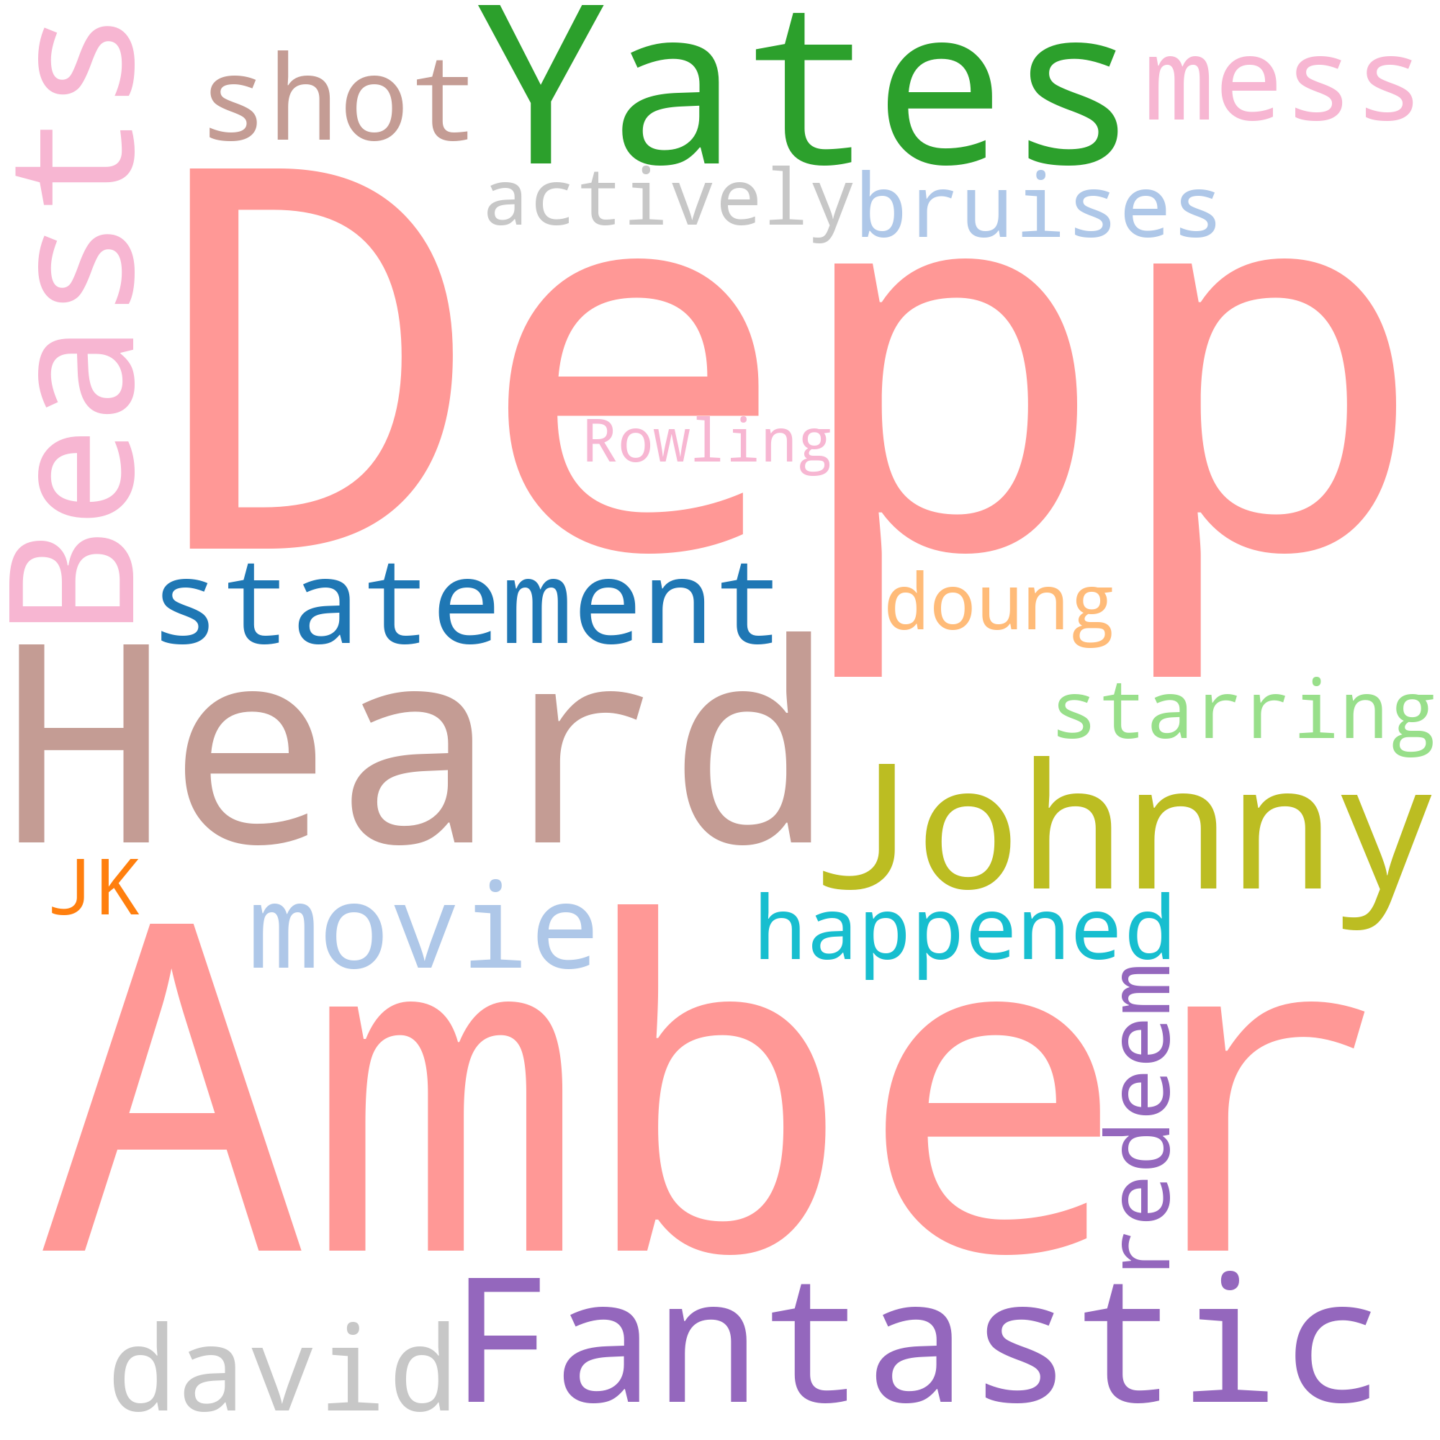 Yates
shot
mess
Beasts
actively
bruises
Depp
Rowling
statement
doung
Heard
starring
Johnny
JK
movie
happened
Amber
redeem
Fantastic
david